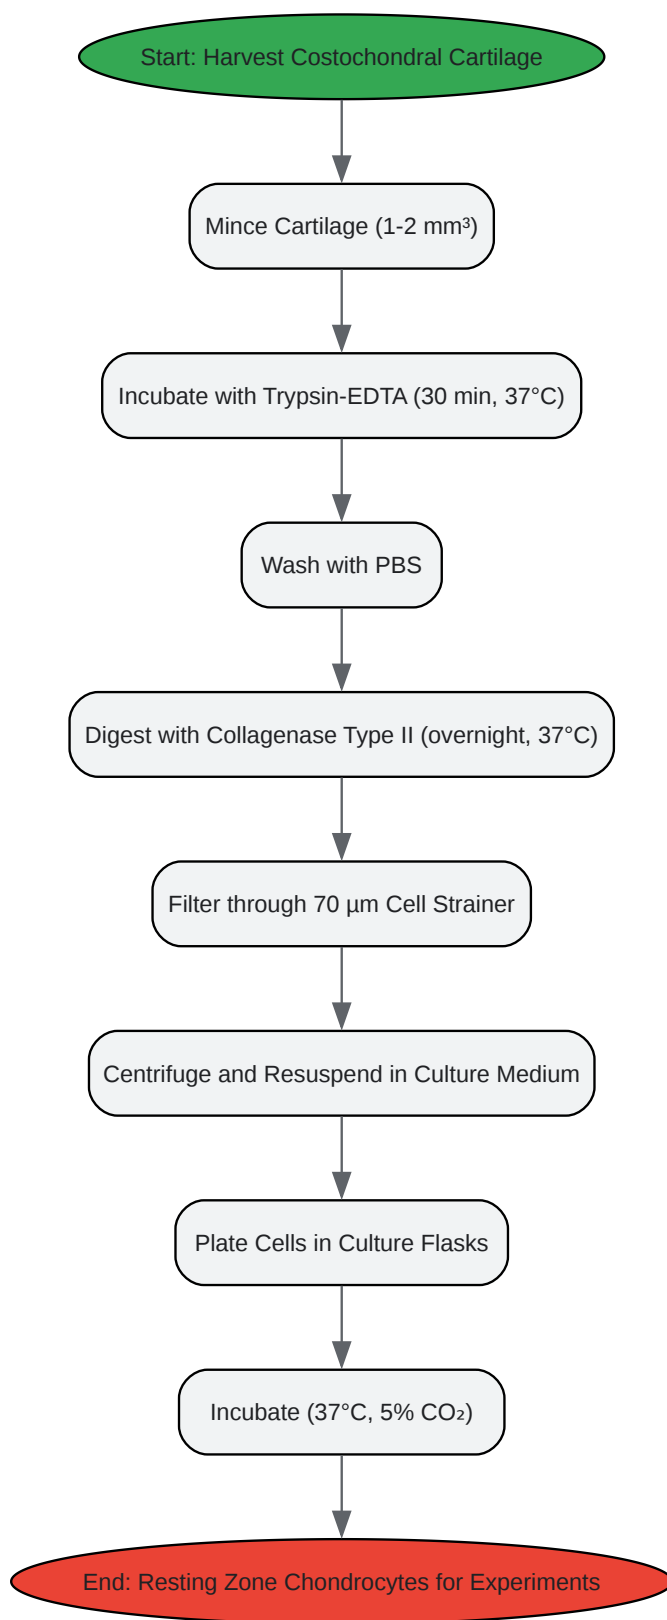 Start: Harvest Costochondral Cartilage
Mince Cartilage (1-2 mm³)
Incubate with Trypsin-EDTA (30 min, 37°C)
Wash with PBS
Digest with Collagenase Type II (overnight, 37°C)
Filter through 70 µm Cell Strainer
Centrifuge and Resuspend in Culture Medium
Plate Cells in Culture Flasks
Incubate (37°C, 5% CO₂)
End: Resting Zone Chondrocytes for Experiments